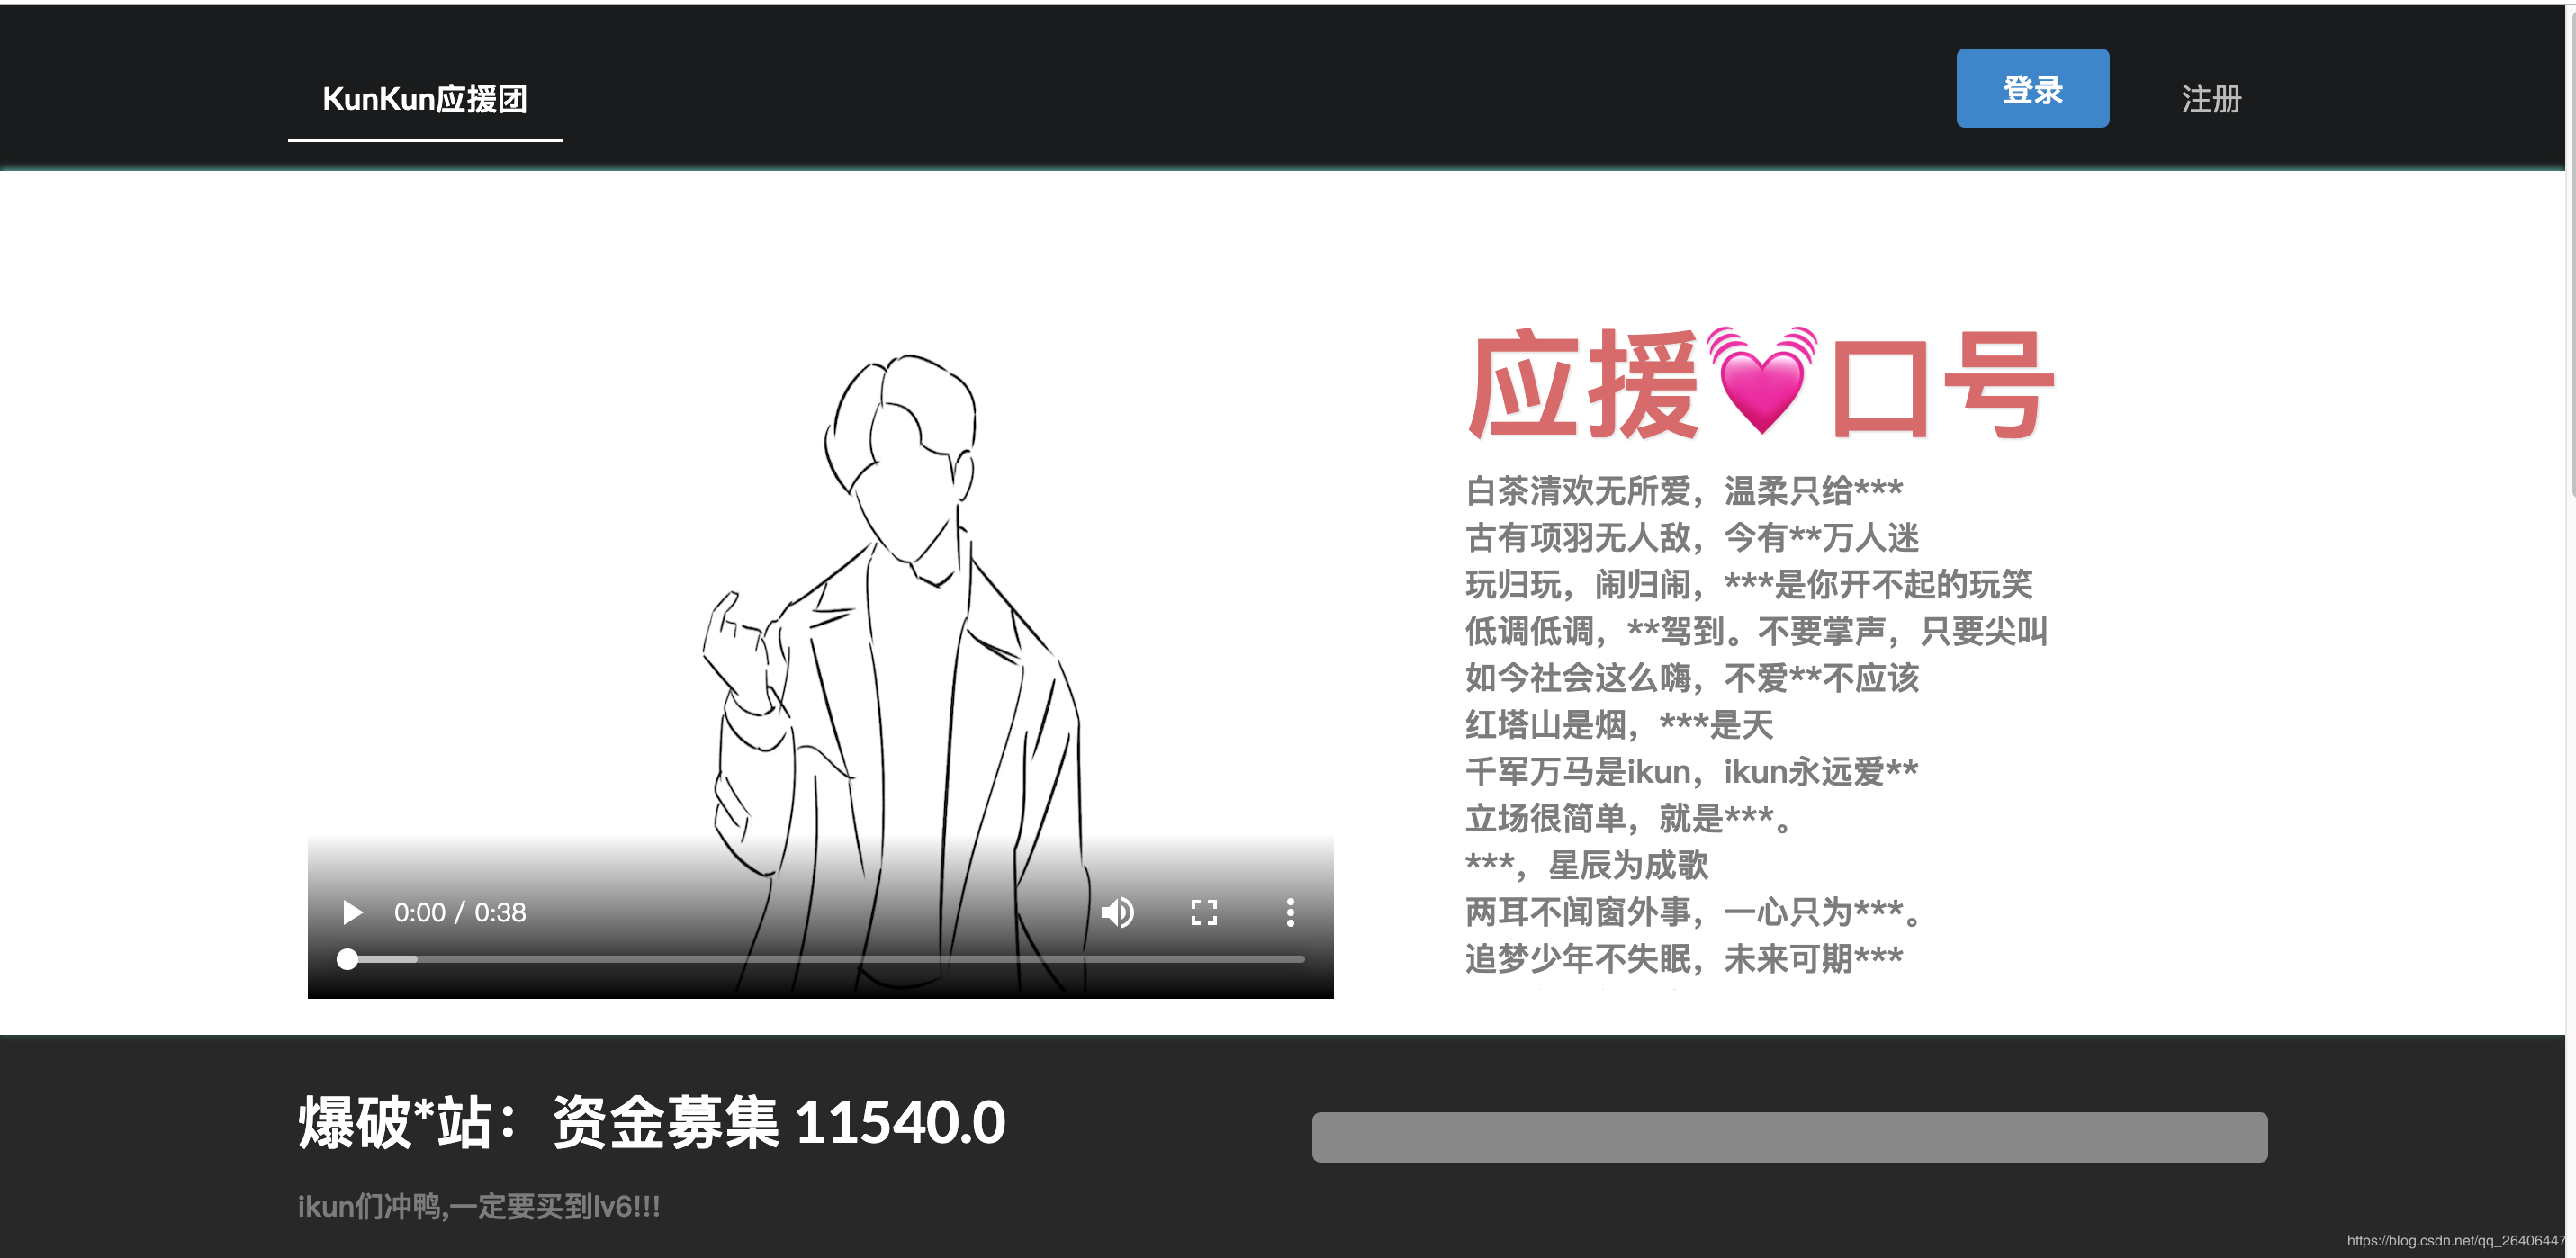 KunKun应援团
登录
注册
应援💓口号
白茶清欢无所爱，温柔只给***
古有项羽无人敌，今有**万人迷
玩归玩，闹归闹，***是你开不起的玩笑
低调低调，**驾到。不要掌声，只要尖叫
如今社会这么嗨，不爱**不应该
红塔山是烟，***是天
千军万马是ikun，ikun永远爱**
立场很简单，就是***。
***，星辰为成歌
两耳不闻窗外事，一心只为***。
追梦少年不失眠，未来可期***
0:00 / 0:38
爆破*站：资金募集 11540.0
ikun们冲鸭,一定要买到lv6!!!
https://blog.csdn.net/qq_26406447